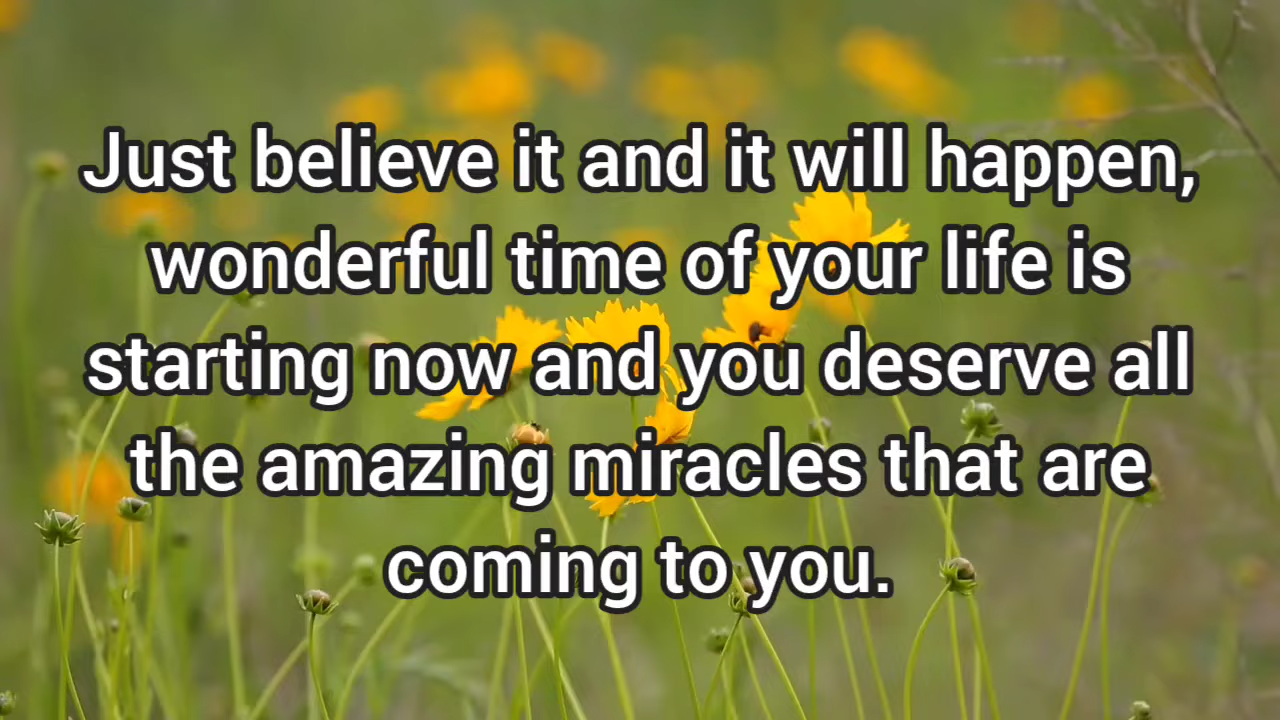 Just believe it and it will happen,
wonderful time of your life is
starting now and you deserve all
the amazing miracles that are
coming to you.